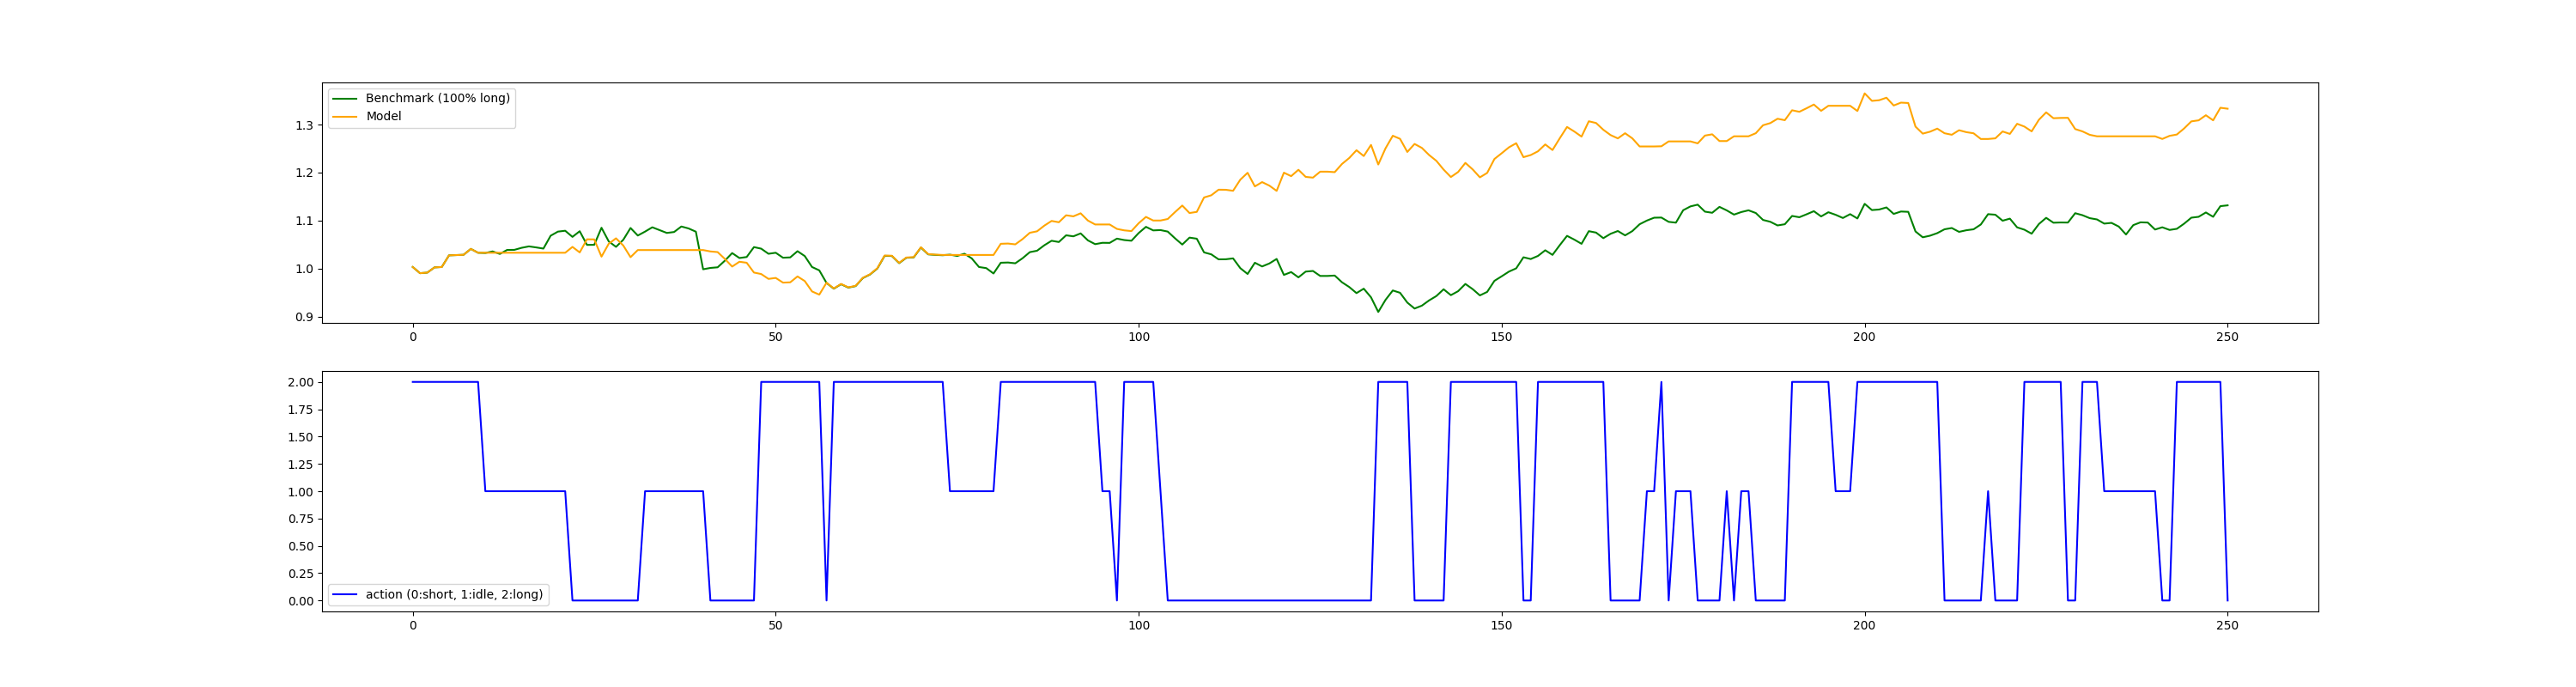 Benchmark (100% long)
Model
1.3
1.2
1.1
1.0
0.9
0 50 100 150 200 250
2.00
1.75
1.50
1.25
1.00
0.75
0.50
0.25
0.00
action (0:short, 1:idle, 2:long)
0 50 100 150 200 250